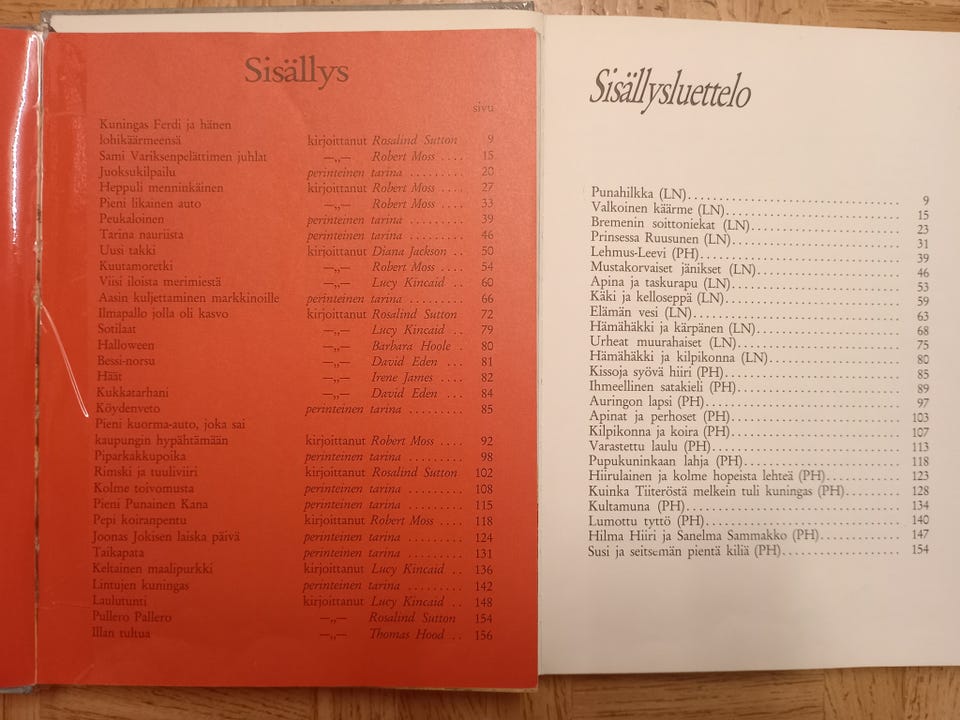 Sisällys
sivu
Kuningas Ferdi ja hänen
lohikäärmeensä kirjoittanut Rosalind Sutton 9
Sami Variksenpelättimen juhlat —„— Robert Moss .... 15
Juoksukilpailu perinteinen tarina ......... 20
Heppuli menninkäinen kirjoittanut Robert Moss .... 27
Pieni likainen auto —„— Robert Moss .... 33
Peukaloinen perinteinen tarina ......... 39
Tarina nauriista perinteinen tarina ......... 46
Uusi takki kirjoittanut Diana Jackson .. 50
Kuutamoretki —„— Robert Moss .... 54
Viisi iloista merimiestä —„— Lucy Kincaid .. 60
Aasin kuljettaminen markkinoille perinteinen tarina ......... 66
Ilmapallo jolla oli kasvo kirjoittanut Rosalind Sutton 72
Sotilaat —„— Lucy Kincaid .. 79
Halloween —„— Barbara Hoole . 80
Bessi-norsu —„— David Eden ... 81
Häät —„— Irene James .... 82
Kukkatarhani —„— David Eden ... 84
Köydenveto perinteinen tarina ......... 85
Pieni kuorma-auto, joka sai
kaupungin hypähtämään kirjoittanut Robert Moss .... 92
Piparkakkupoika perinteinen tarina ......... 98
Rimski ja tuuliviiri kirjoittanut Rosalind Sutton 102
Kolme toivomusta perinteinen tarina ......... 108
Pieni Punainen Kana perinteinen tarina ......... 115
Pepi koiranpentu kirjoittanut Robert Moss .... 118
Joonas Jokisen laiska päivä perinteinen tarina ......... 124
Taikapata perinteinen tarina ......... 131
Keltainen maalipurkki kirjoittanut Lucy Kincaid .. 136
Lintujen kuningas perinteinen tarina ......... 142
Laulutunti kirjoittanut Lucy Kincaid .. 148
Pullero Pallero —„— Rosalind Sutton 154
Illan tultua —„— Thomas Hood .. 156
Sisällysluettelo
Punahilkka (LN)........................................ 9
Valkoinen käärme (LN)................................ 15
Bremenin soittoniekat (LN)........................... 23
Prinsessa Ruusunen (LN).............................. 31
Lehmus-Leevi (PH).................................... 39
Mustakorvaiset jänikset (LN)......................... 46
Apina ja taskurapu (LN).............................. 53
Käki ja kelloseppä (LN).............................. 59
Elämän vesi (LN)..................................... 63
Hämähäkki ja kärpänen (LN)........................... 68
Urheat muurahaiset (LN).............................. 75
Hämähäkki ja kilpikonna (LN)......................... 80
Kissoja syövä hiiri (PH)............................. 85
Ihmeellinen satakieli (PH)........................... 89
Auringon lapsi (PH).................................. 97
Apinat ja perhoset (PH).............................. 103
Kilpikonna ja koira (PH)............................. 107
Varastettu laulu (PH)................................ 113
Pupukuninkaan lahja (PH)............................. 118
Hiirulainen ja kolme hopeista lehteä (PH)............ 123
Kuinka Tiiteröstä melkein tuli kuningas (PH)......... 128
Kultamuna (PH)....................................... 134
Lumottu tyttö (PH)................................... 140
Hilma Hiiri ja Sanelma Sammakko (PH)................. 147
Susi ja seitsemän pientä kiliä (PH).................. 154